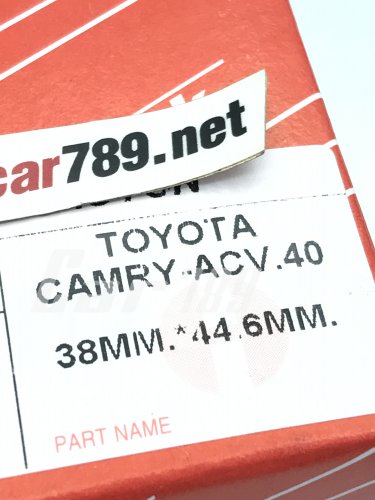 car789.net
TOYOTA
CAMRY ACV.40
38MM.*44.6MM.
PART NAME